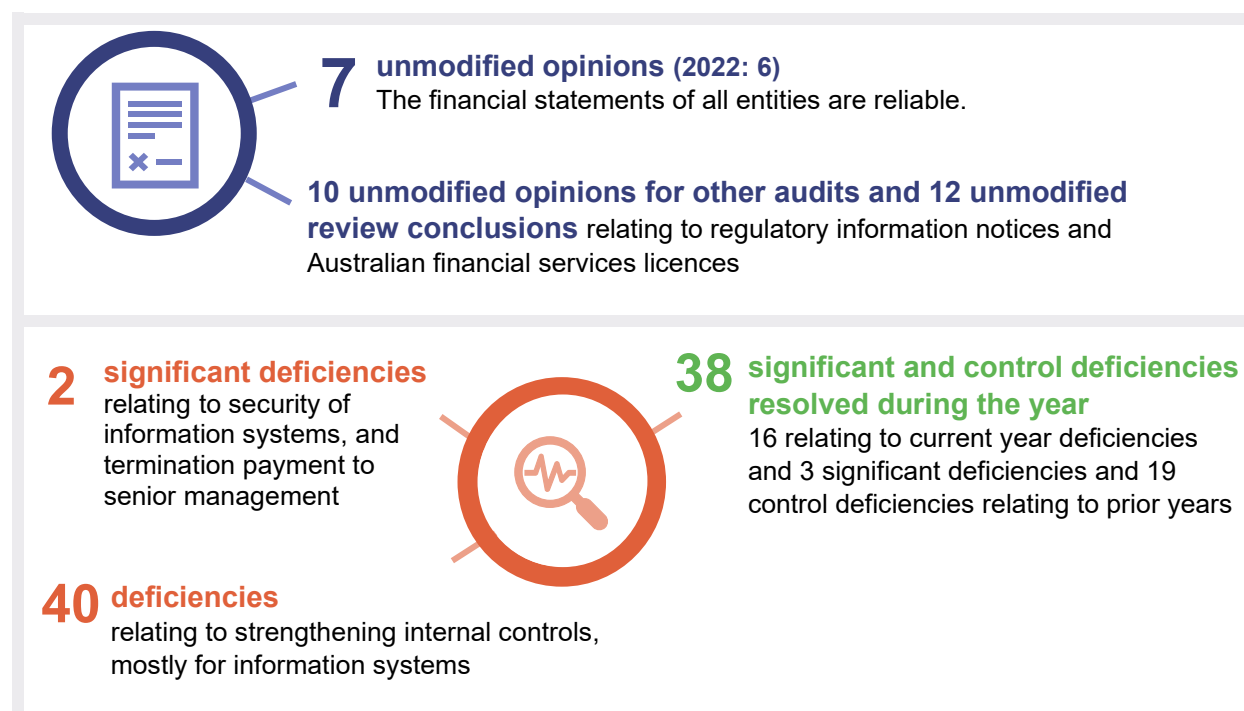 7 unmodified opinions (2022: 6)
The financial statements of all entities are reliable.
10 unmodified opinions for other audits and 12 unmodified
review conclusions relating to regulatory information notices and
Australian financial services licences
2 significant deficiencies
relating to security of
information systems, and
termination payment to
senior management
38 significant and control deficiencies
resolved during the year
16 relating to current year deficiencies
and 3 significant deficiencies and 19
control deficiencies relating to prior years
40 deficiencies
relating to strengthening internal controls,
mostly for information systems